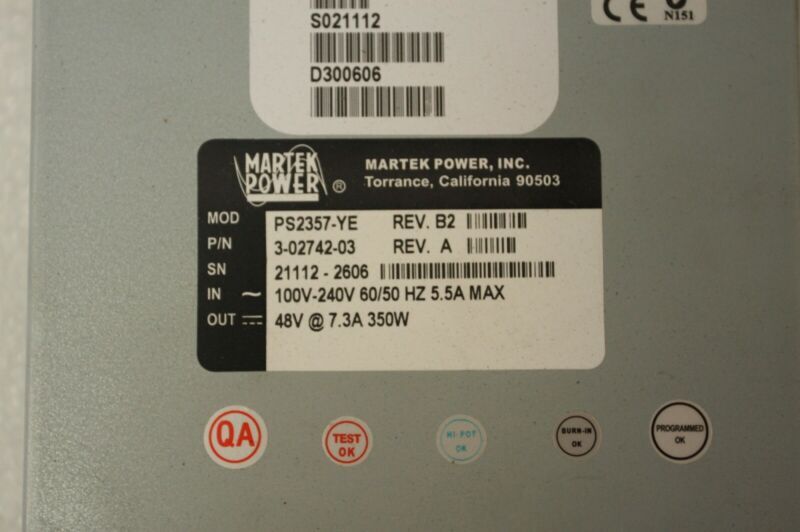 S021112
D300606
CE
N151
MARTEK POWER ®
MARTEK POWER, INC.
Torrance, California 90503
MOD PS2357-YE REV. B2
P/N 3-02742-03 REV. A
SN 21112 - 2606
IN ~ 100V-240V 60/50 HZ 5.5A MAX
OUT 48V @ 7.3A 350W
QA
TEST OK
HI-POT OK
BURN-IN OK
PROGRAMMED OK